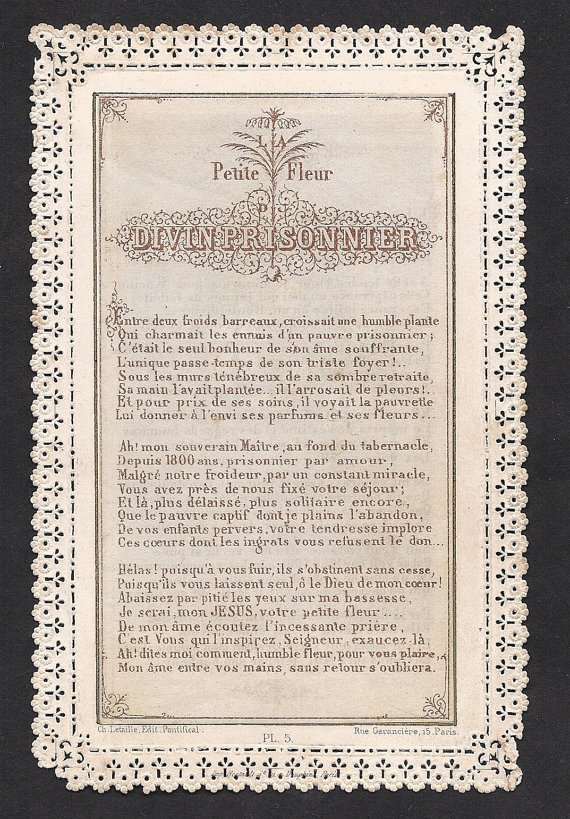 LA
Petite Fleur
DU
DIVIN PRISONNIER
Entre deux froids barreaux, croissait une humble plante
Qui charmait les ennuis d'un pauvre prisonnier;
C'était le seul bonheur de son âme souffrante,
L'unique passe-temps de son triste foyer!..
Sous les murs ténébreux de sa sombre retraite,
Sa main l'avait plantée... il l'arrosait de pleurs!..
Et pour prix de ses soins, il voyait la pauvrette
Lui donner à l'envi ses parfums et ses fleurs...
Ah! mon souverain Maître, au fond du tabernacle,
Depuis 1800 ans, prisonnier par amour,
Malgré notre froideur, par un constant miracle,
Vous avez près de nous fixé votre séjour;
Et là, plus délaissé, plus solitaire encore,
Que le pauvre captif dont je plains l'abandon,
De vos enfants pervers, votre tendresse implore
Ces cœurs dont les ingrats vous refusent le don...
Hélas! puisqu'à vous fuir, ils s'obstinent sans cesse,
Puisqu'ils vous laissent seul, ô le Dieu de mon cœur!
Abaissez par pitié les yeux sur ma bassesse,
Je serai, mon JESUS, votre petite fleur....
De mon âme écoutez l'incessante prière,
C'est Vous qui l'inspirez, Seigneur, exaucez là,
Ah! dites moi comment, humble fleur, pour vous plaire,
Mon âme entre vos mains, sans retour s'oubliera.
Ch. Letaille, Edit. Pontifical.
Rue Garancière, 15. Paris.
PL. 5.
Paris